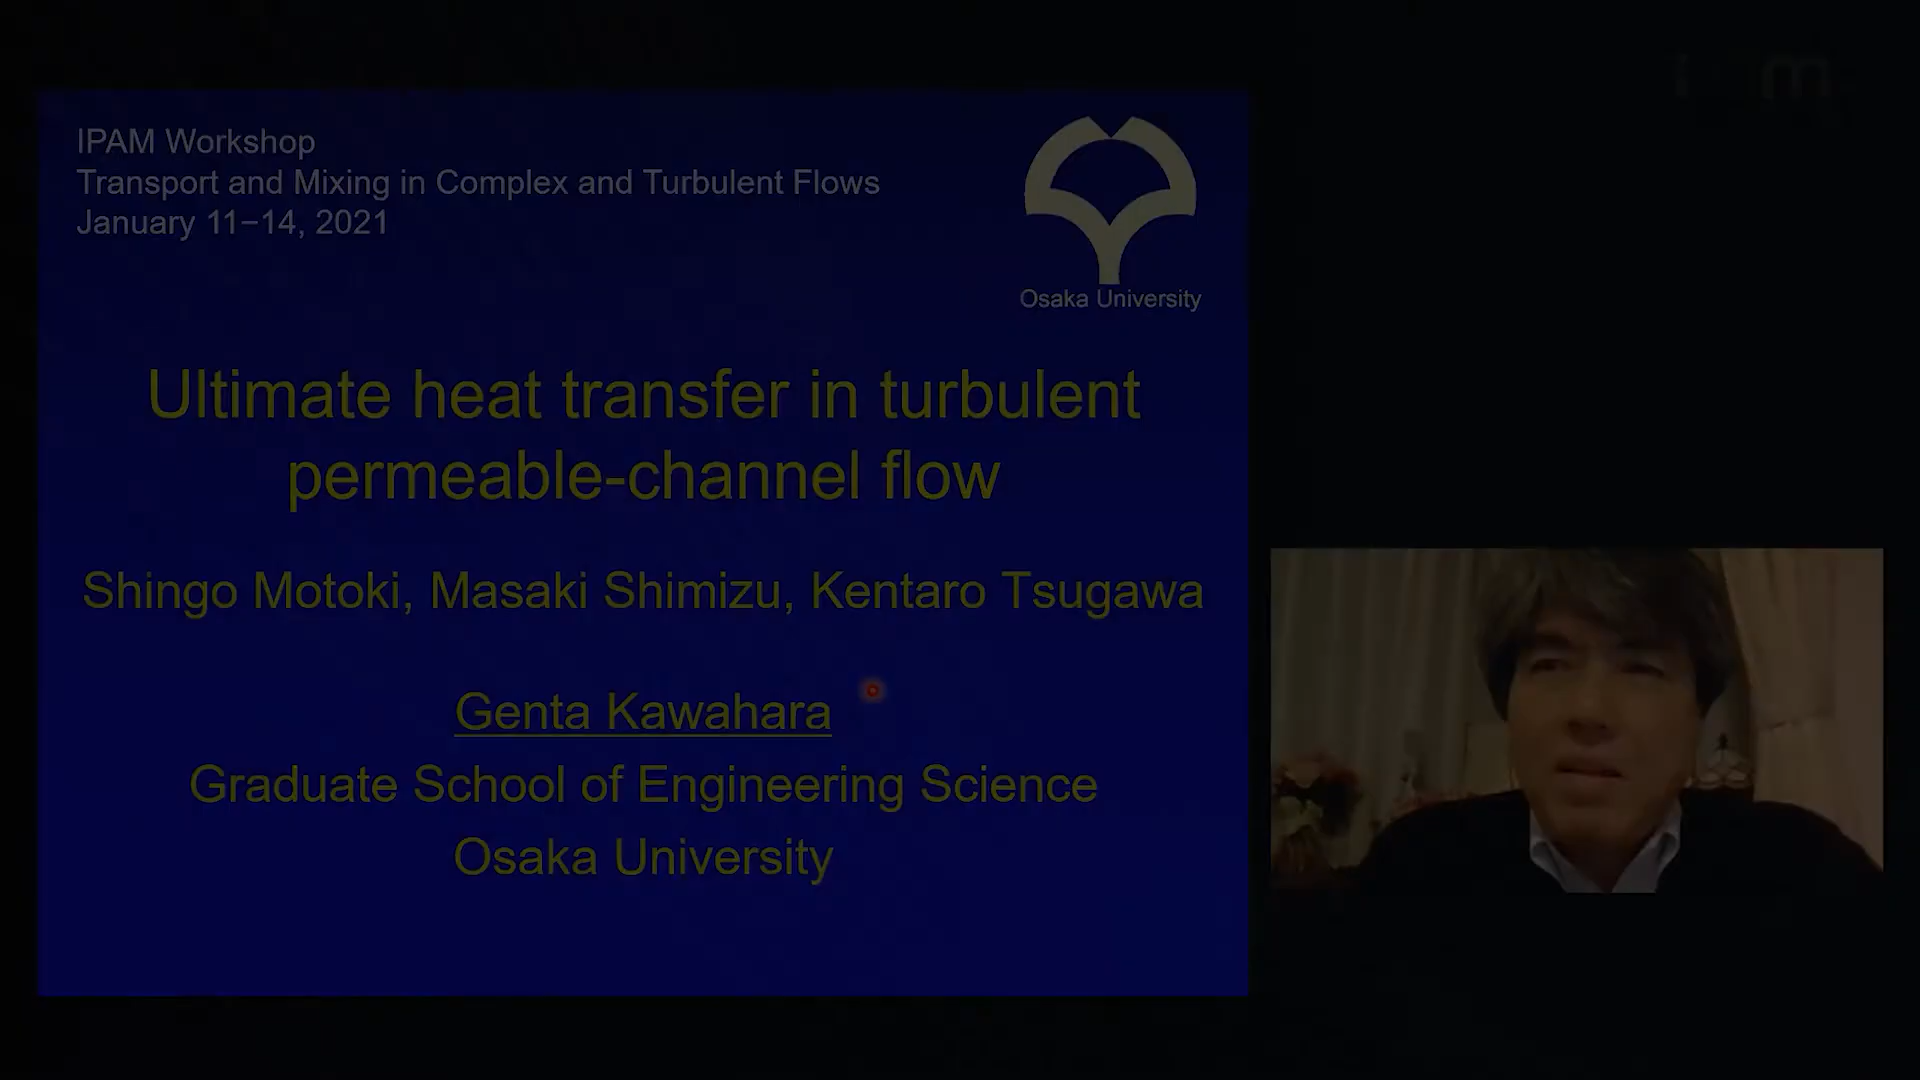 IPAM Workshop
Transport and Mixing in Complex and Turbulent Flows
January 11−14, 2021
Osaka University
Ultimate heat transfer in turbulent
permeable-channel flow
Shingo Motoki, Masaki Shimizu, Kentaro Tsugawa
Genta Kawahara
Graduate School of Engineering Science
Osaka University